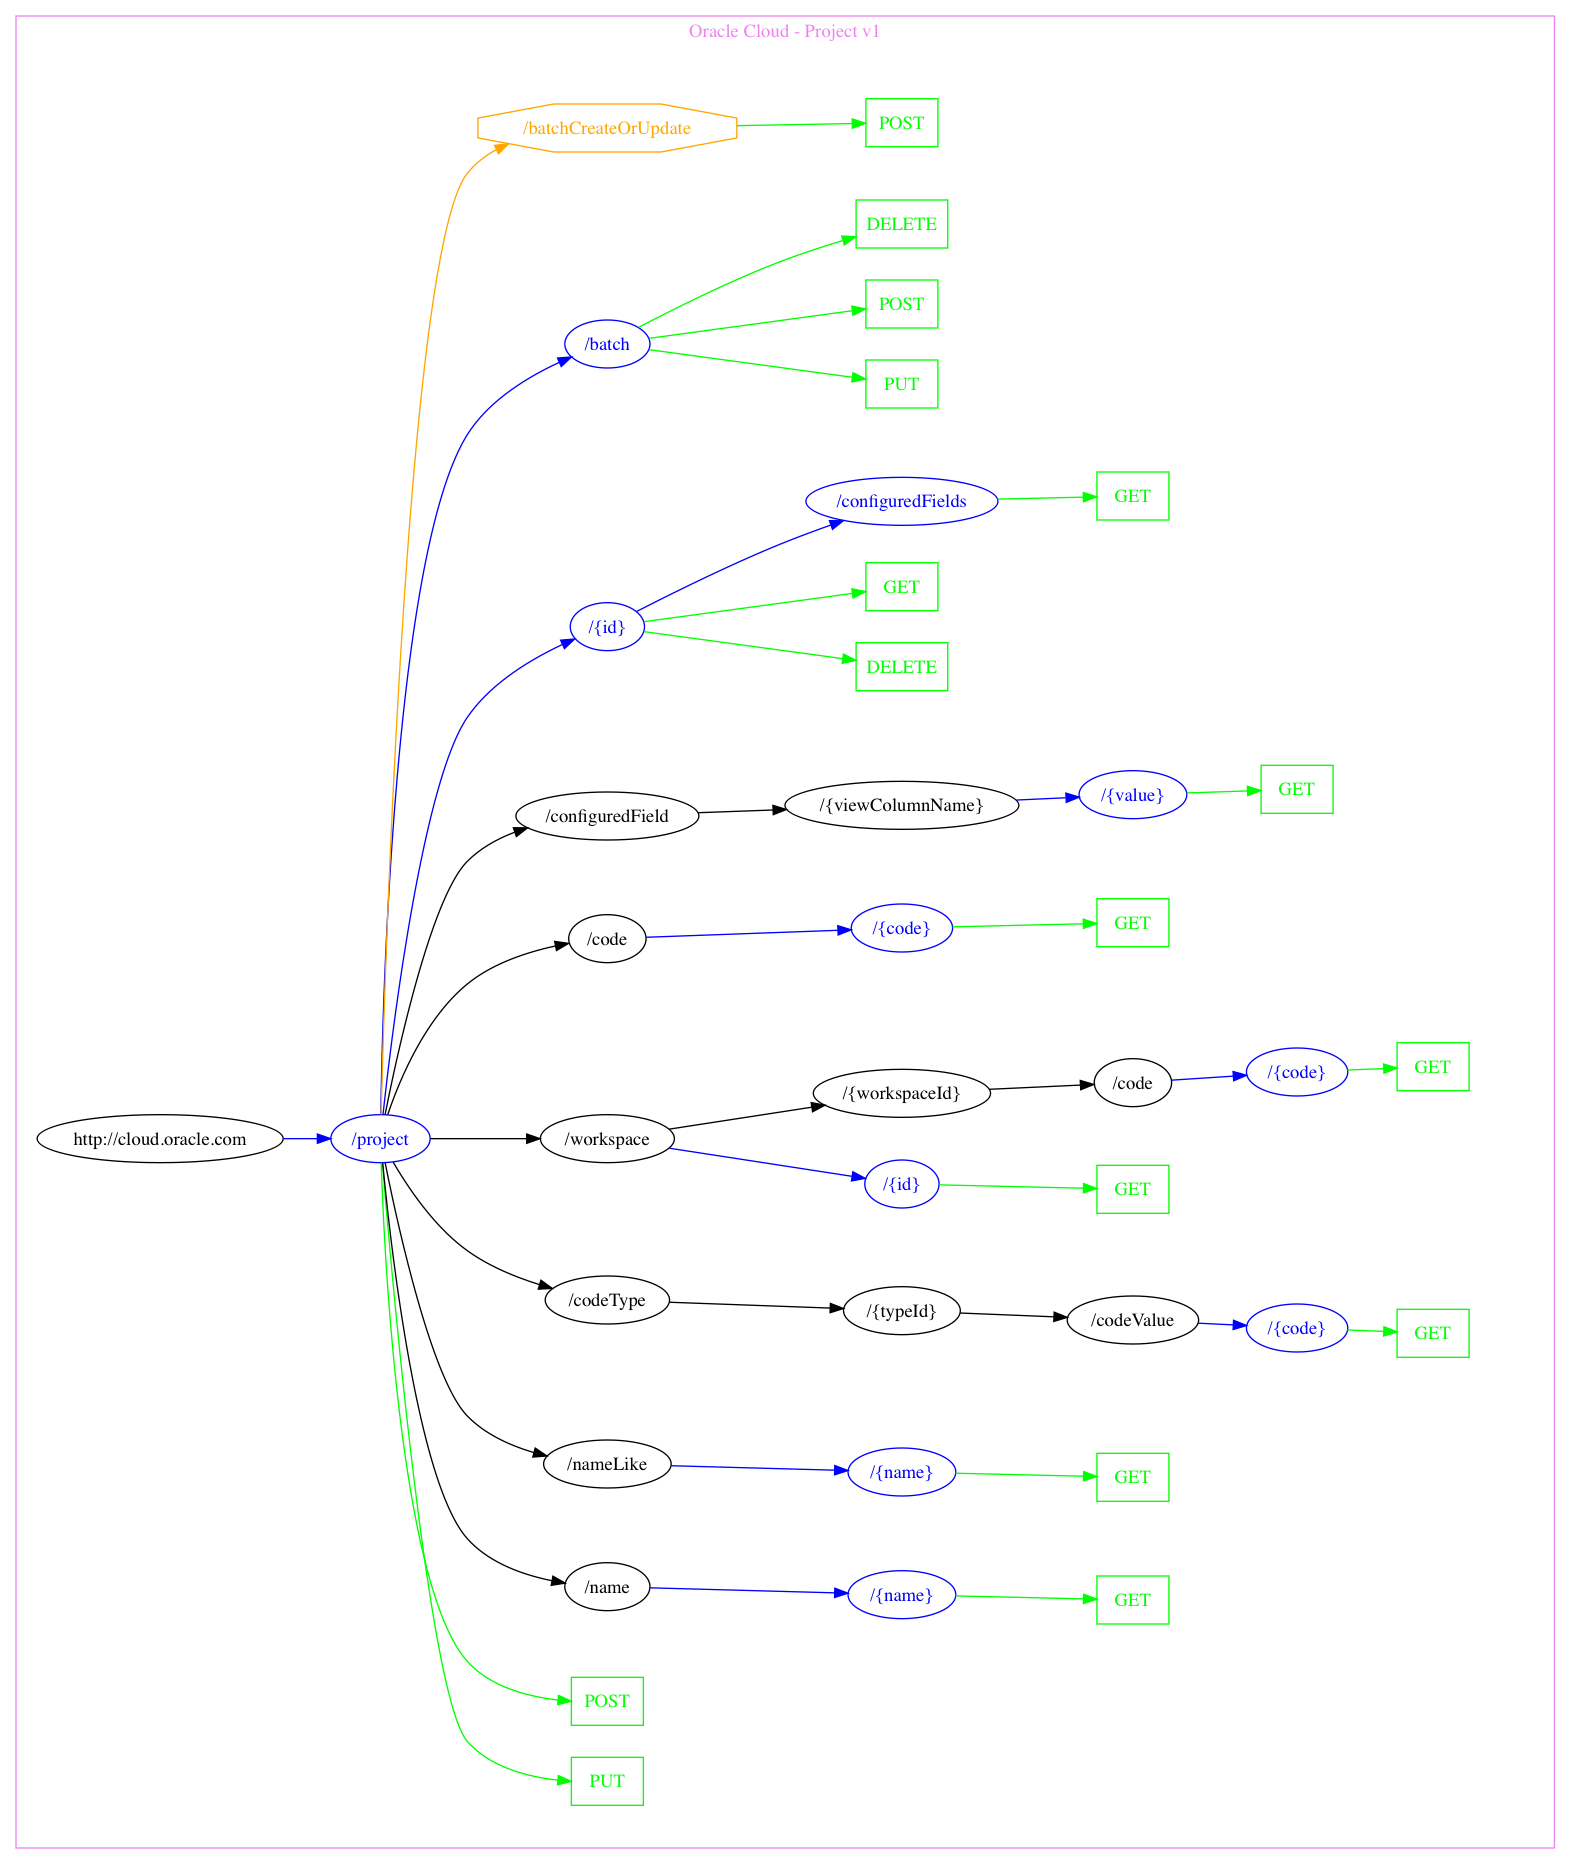 Oracle Cloud - Project v1
/batchCreateOrUpdate
POST
DELETE
/batch
POST
PUT
/configuredFields
GET
/{id}
GET
DELETE
/configuredField
/{viewColumnName}
/{value}
GET
/code
/{code}
GET
http://cloud.oracle.com
/project
/workspace
/{workspaceId}
/code
/{code}
GET
/{id}
GET
/codeType
/{typeId}
/codeValue
/{code}
GET
/nameLike
/{name}
GET
/name
/{name}
GET
POST
PUT